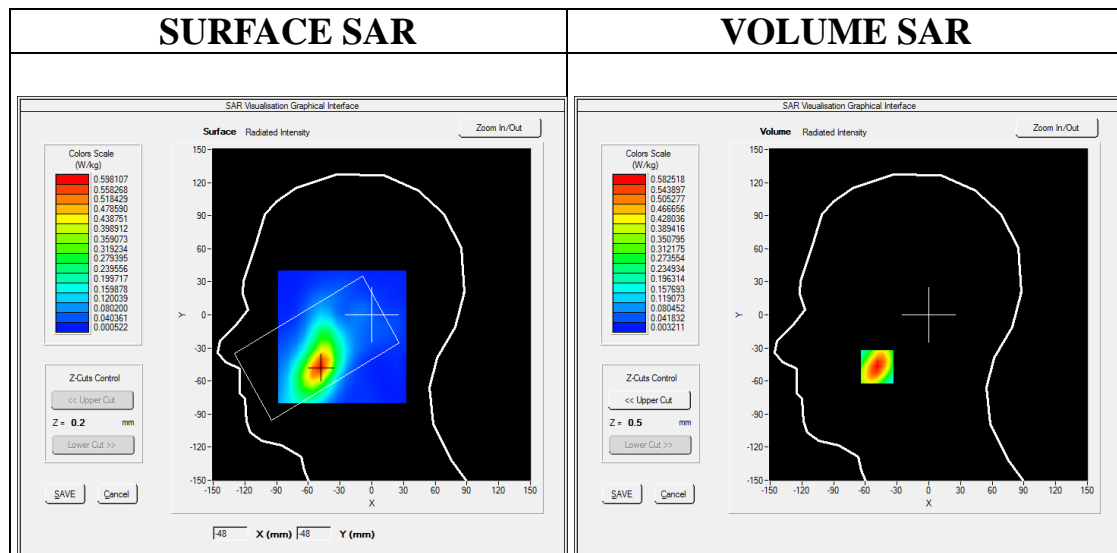 SURFACE SAR
VOLUME SAR
SAR Visualisation Graphical Interface
Surface Radiated Intensity
Zoom In/Out
Colors Scale
(W/kg)
0.598107
0.558268
0.518429
0.478590
0.438751
0.398912
0.359073
0.319234
0.279395
0.239556
0.199717
0.159878
0.120039
0.080200
0.040361
0.000522
Z-Cuts Control
<< Upper Cut
Z = 0.2 mm
Lower Cut >>
SAVE Cancel
150
120
90
60
30
0
-30
-60
-90
-120
-150
Y
-150 -120 -90 -60 -30 0 30 60 90 120 150
X
-48 X (mm) -48 Y (mm)
SAR Visualisation Graphical Interface
Volume Radiated Intensity
Zoom In/Out
Colors Scale
(W/kg)
0.582518
0.543897
0.505277
0.466656
0.428036
0.389416
0.350795
0.312175
0.273554
0.234934
0.196314
0.157693
0.119073
0.080452
0.041832
0.003211
Z-Cuts Control
<< Upper Cut
Z = 0.5 mm
Lower Cut >>
SAVE Cancel
150
120
90
60
30
0
-30
-60
-90
-120
-150
Y
-150 -120 -90 -60 -30 0 30 60 90 120 150
X